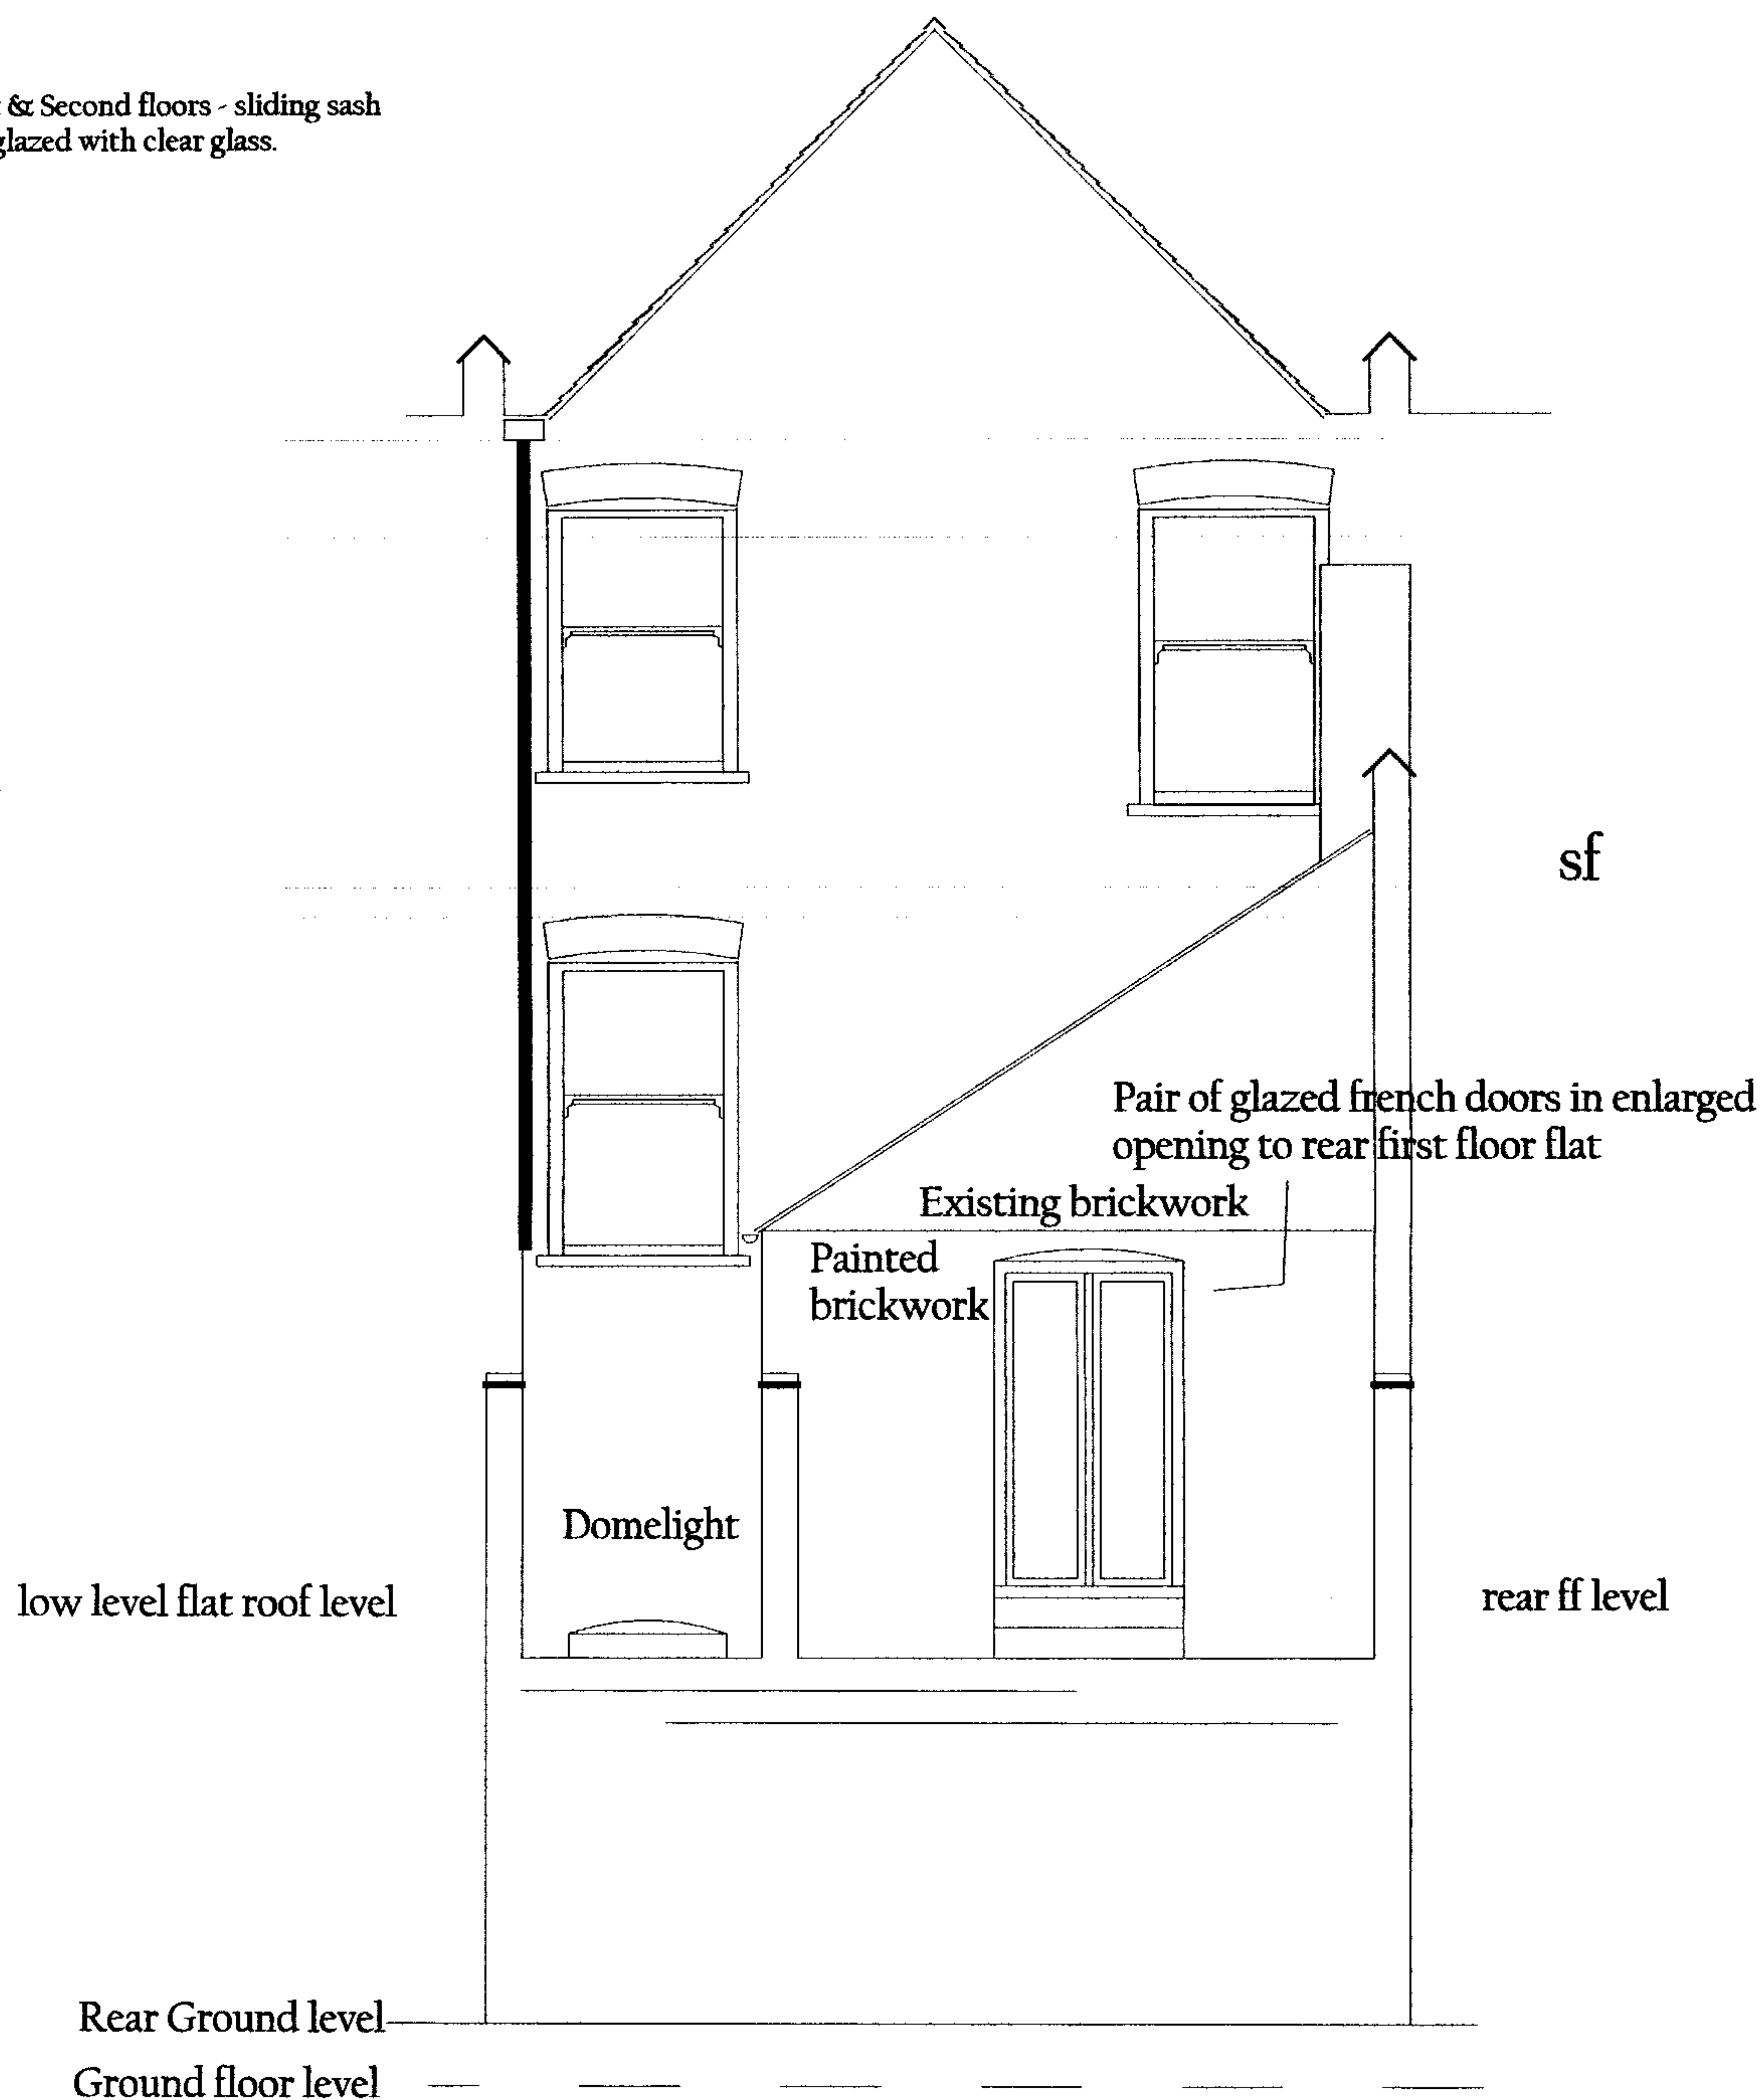 & Second floors - sliding sash
glazed with clear glass.
sf
Pair of glazed french doors in enlarged
opening to rear first floor flat
Existing brickwork
Painted
brickwork
Domelight
low level flat roof level
rear ff level
Rear Ground level
Ground floor level